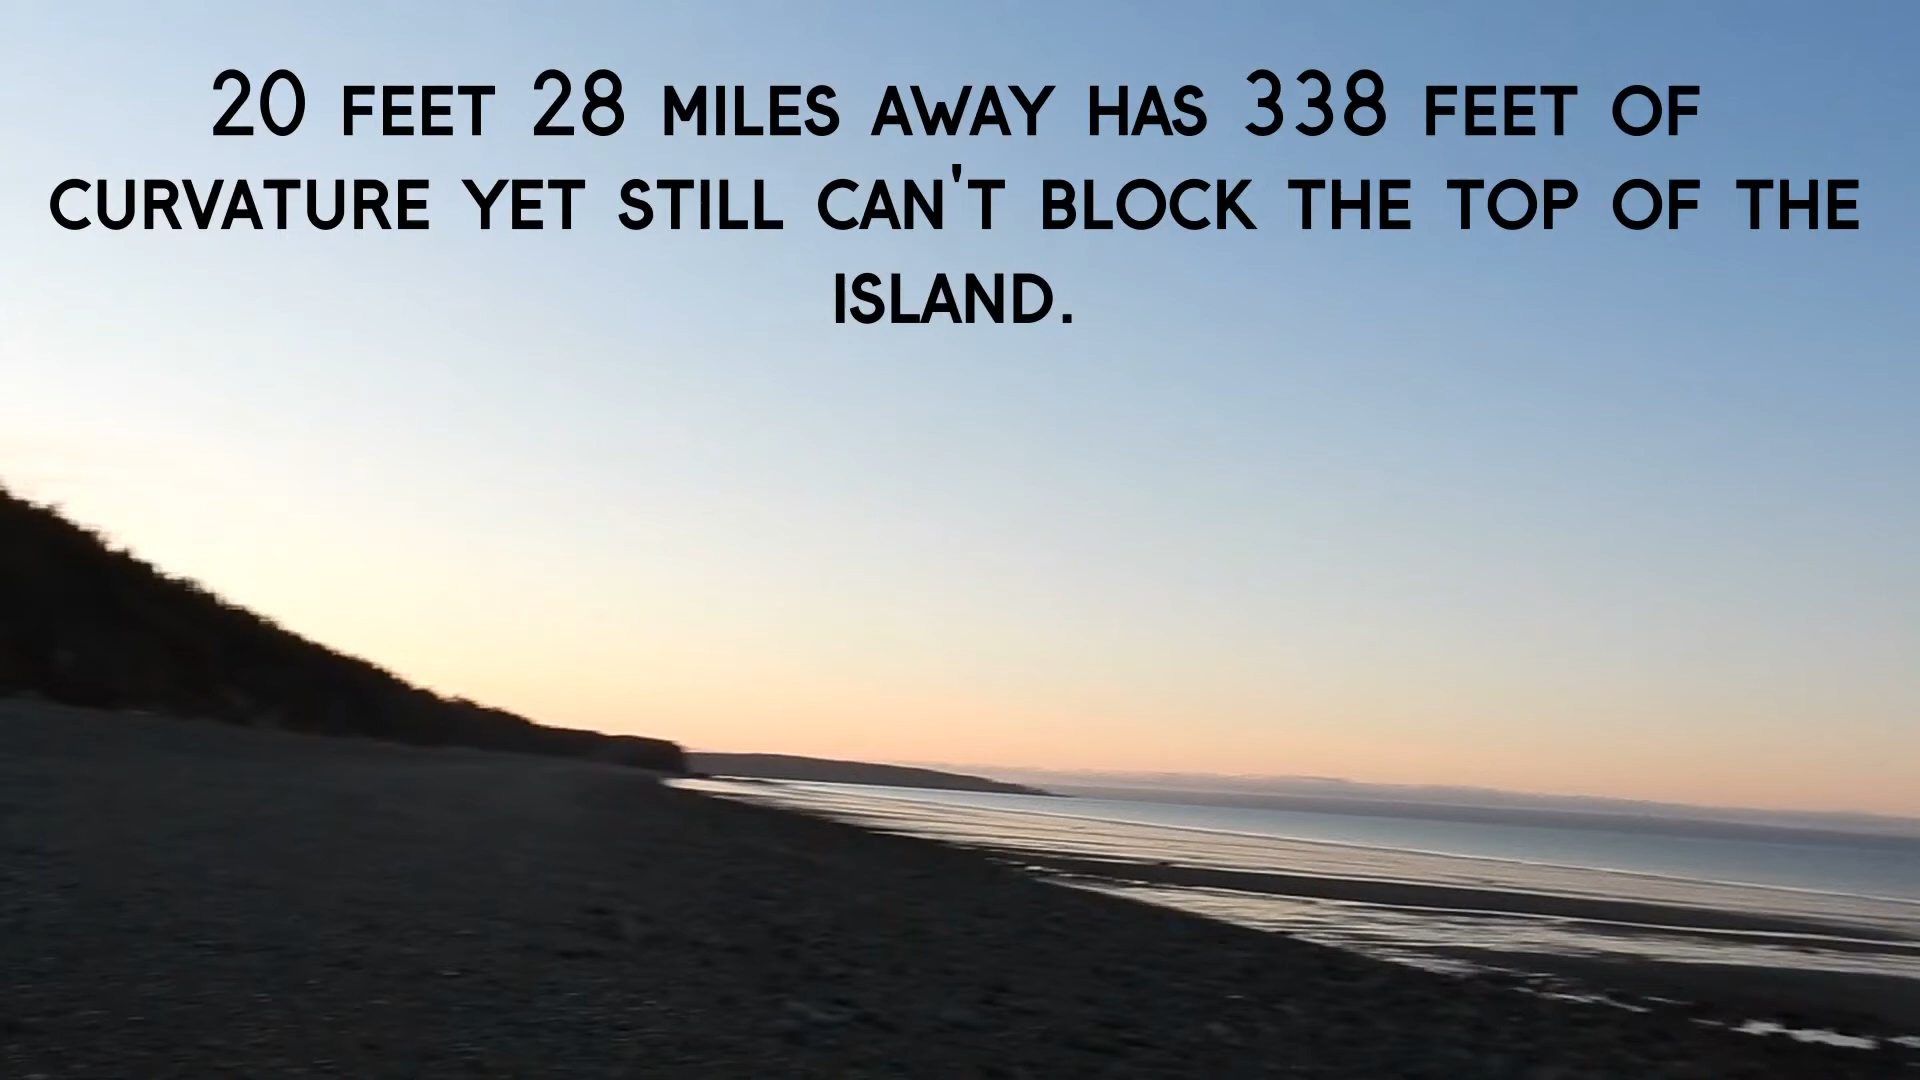 20 FEET 28 MILES AWAY HAS 338 FEET OF
CURVATURE YET STILL CAN'T BLOCK THE TOP OF THE
ISLAND.